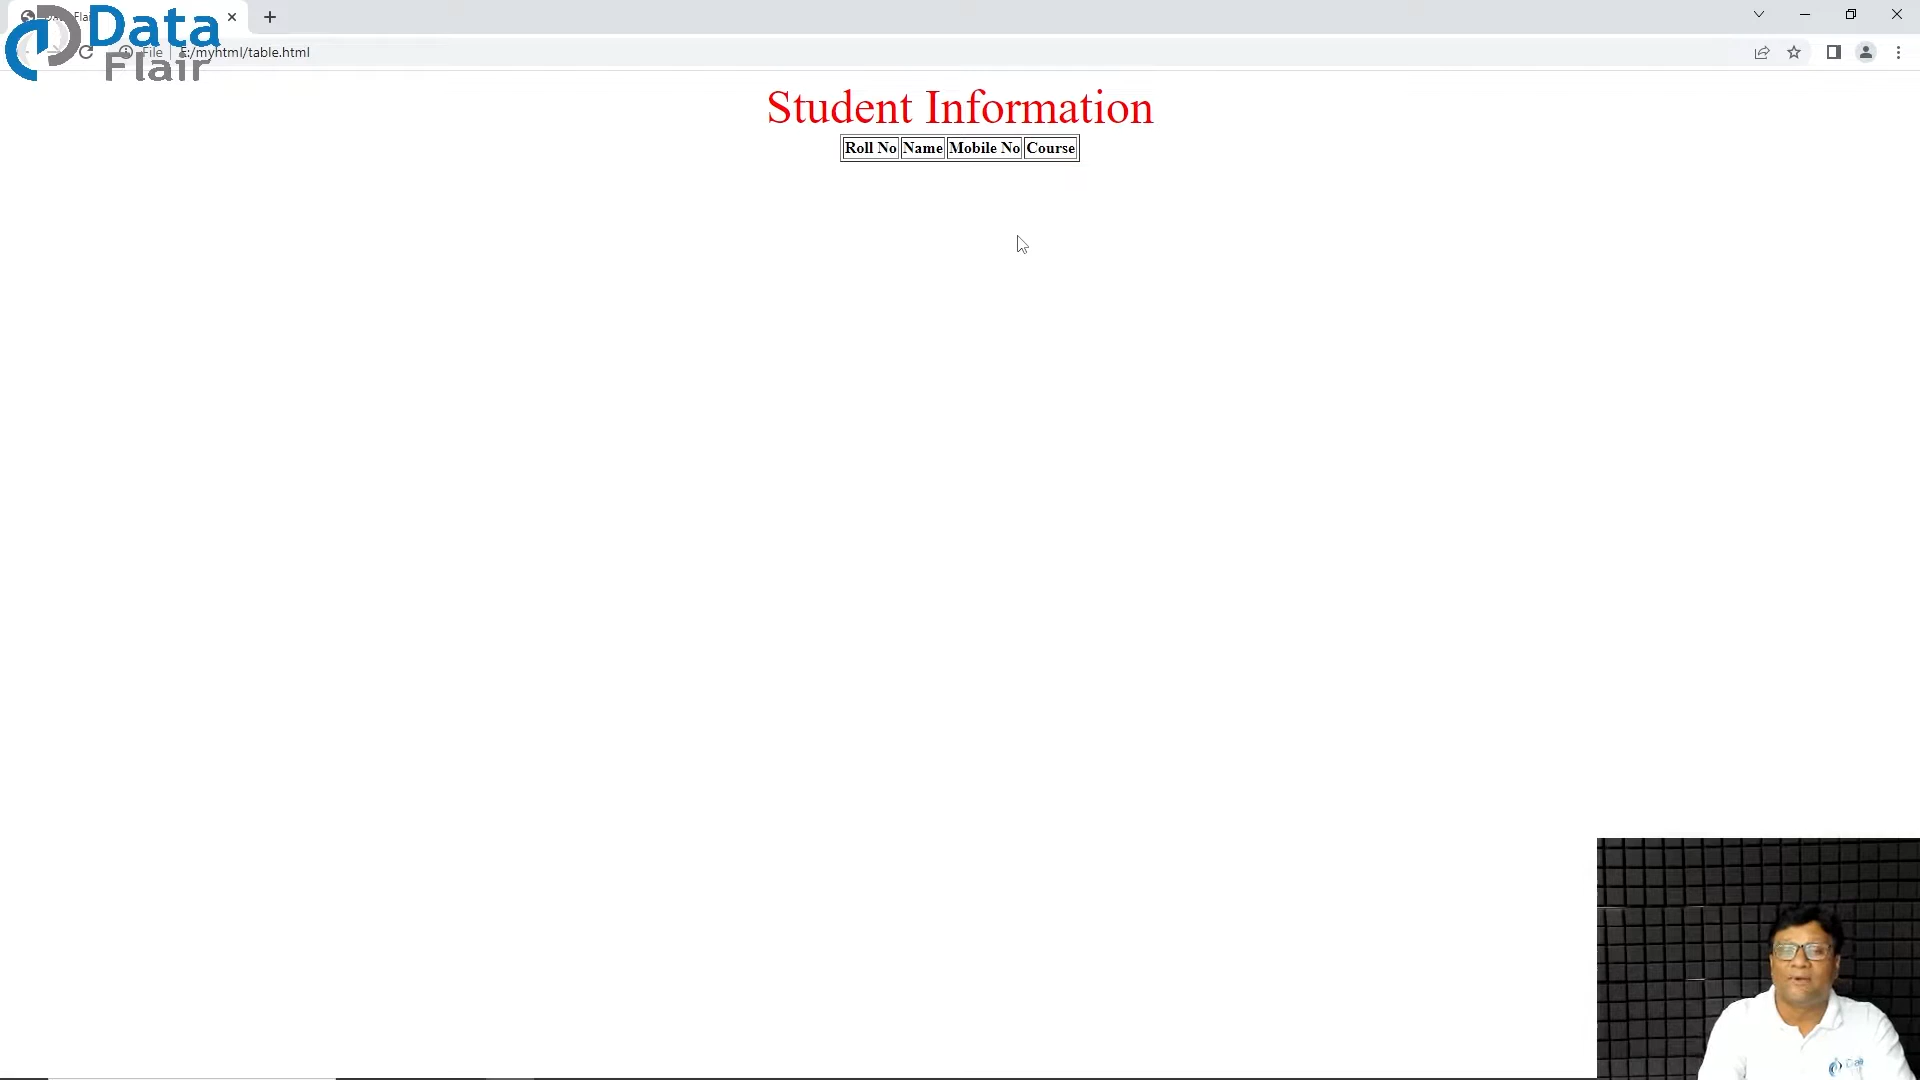 Data
Flair
File
E:/myhtml/table.html
Student Information
Roll No Name Mobile No Course